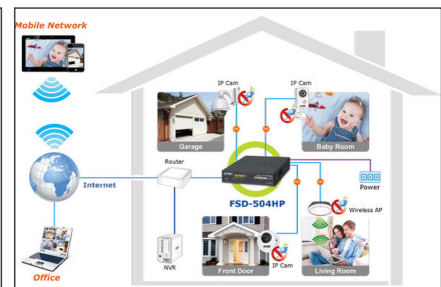 Mobile Network
IP Cam
IP Cam
Garage
Baby Room
Router
Internet
FSD-504HP
Power
Wireless AP
Office
NVR
Front Door
IP Cam
Living Room